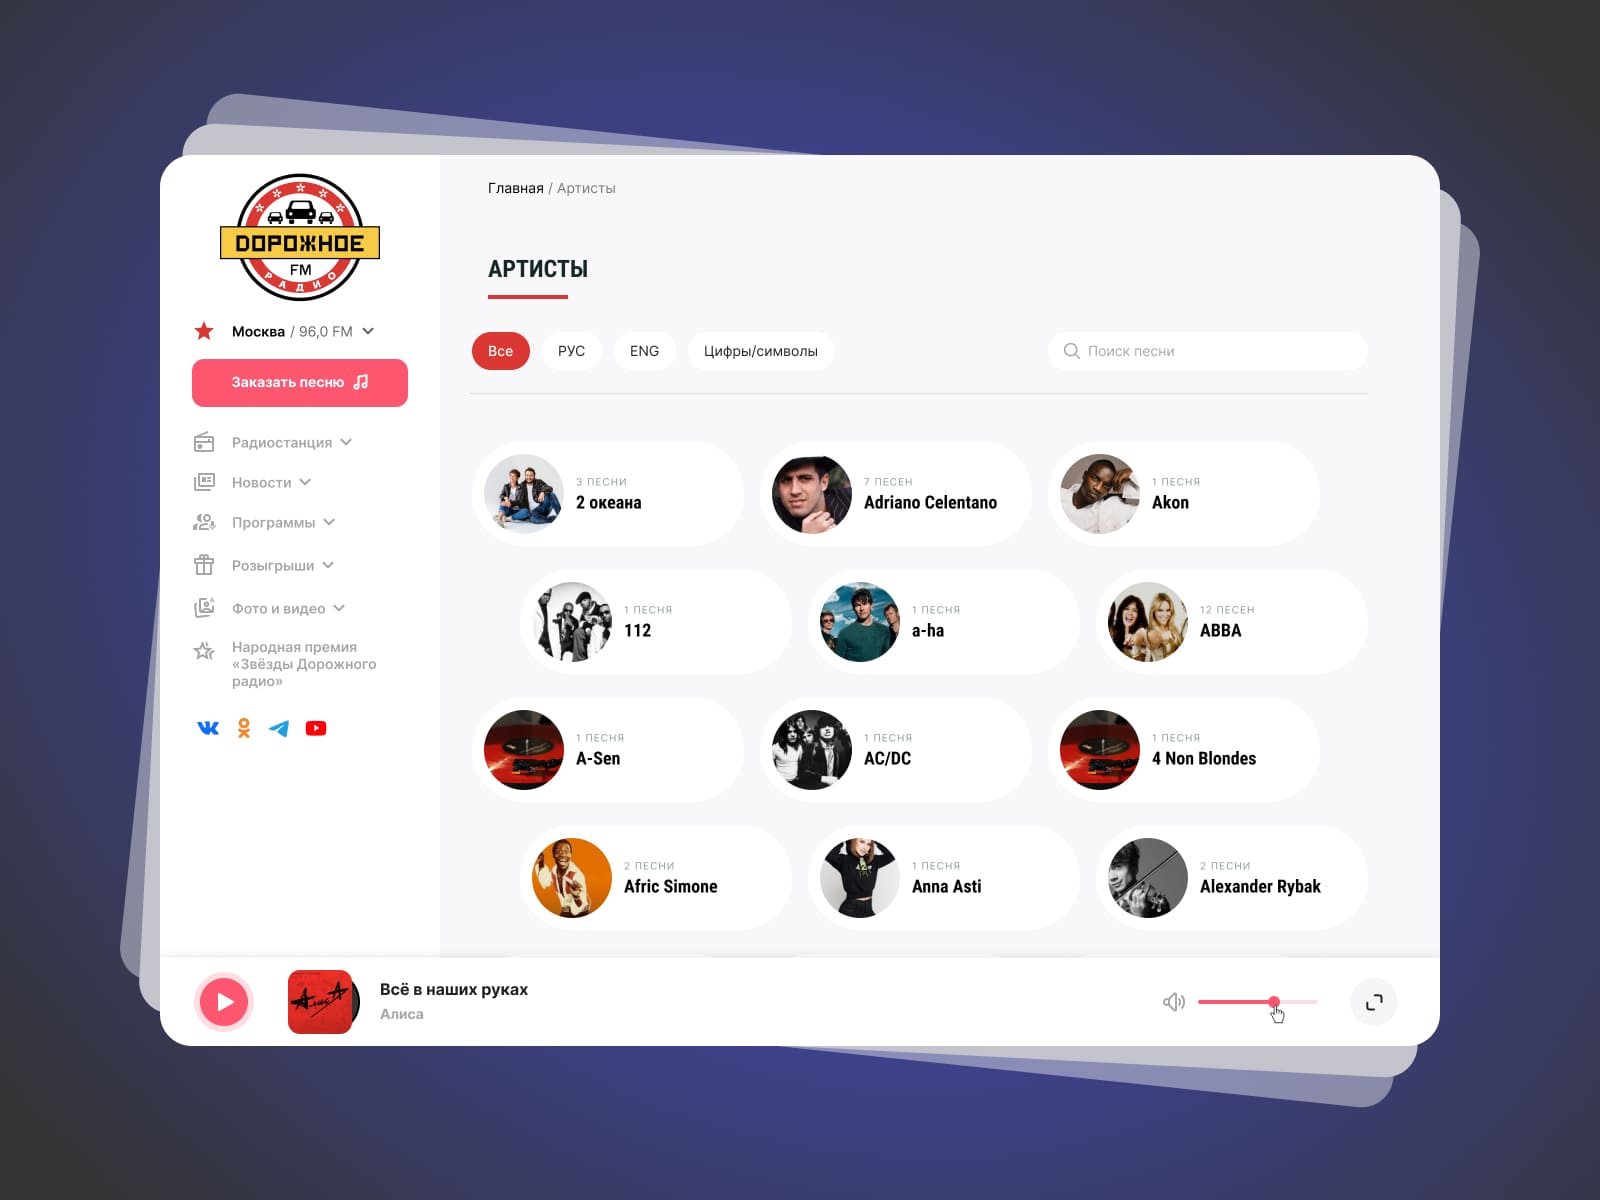 ДОРОЖНОЕ
FM
РАДИО
Москва / 96,0 FM
Заказать песню
Радиостанция
Новости
Программы
Розыгрыши
Фото и видео
Народная премия
«Звёзды Дорожного
радио»
Главная / Артисты
АРТИСТЫ
Все
РУС
ENG
Цифры/символы
Поиск песни
3 ПЕСНИ
2 океана
7 ПЕСЕН
Adriano Celentano
1 ПЕСНЯ
Akon
1 ПЕСНЯ
112
1 ПЕСНЯ
a-ha
12 ПЕСЕН
ABBA
1 ПЕСНЯ
A-Sen
1 ПЕСНЯ
AC/DC
1 ПЕСНЯ
4 Non Blondes
2 ПЕСНИ
Afric Simone
1 ПЕСНЯ
Anna Asti
2 ПЕСНИ
Alexander Rybak
АлисА
Всё в наших руках
Алиса